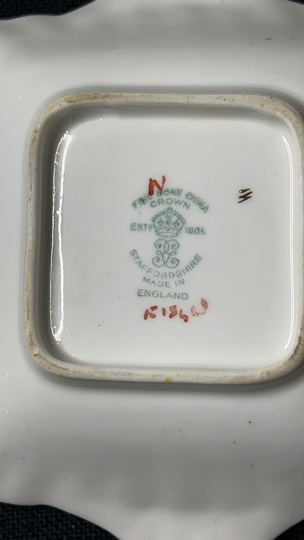 N
FINE BONE CHINA
CROWN
ESTD 1801
STAFFORDSHIRE
MADE IN
ENGLAND